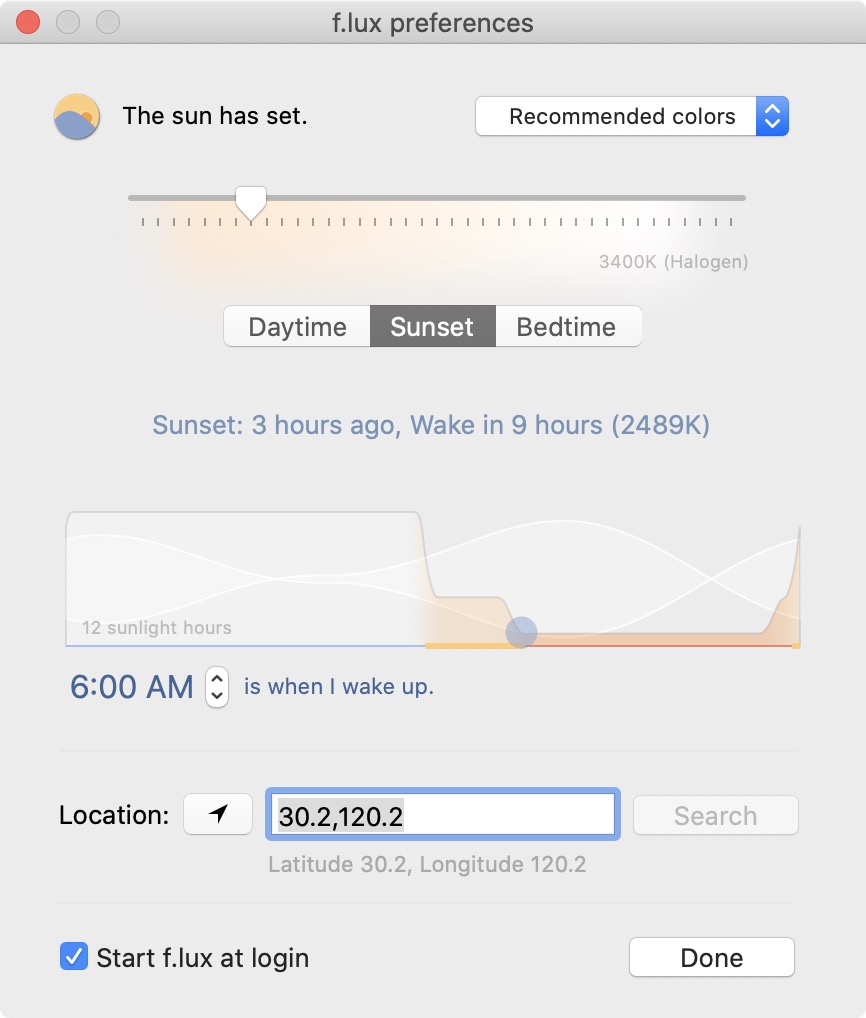 f.lux preferences
The sun has set.
Recommended colors
3400K (Halogen)
Daytime
Sunset
Bedtime
Sunset: 3 hours ago, Wake in 9 hours (2489K)
12 sunlight hours
6:00 AM
is when I wake up.
Location:
30.2,120.2
Search
Latitude 30.2, Longitude 120.2
Start f.lux at login
Done